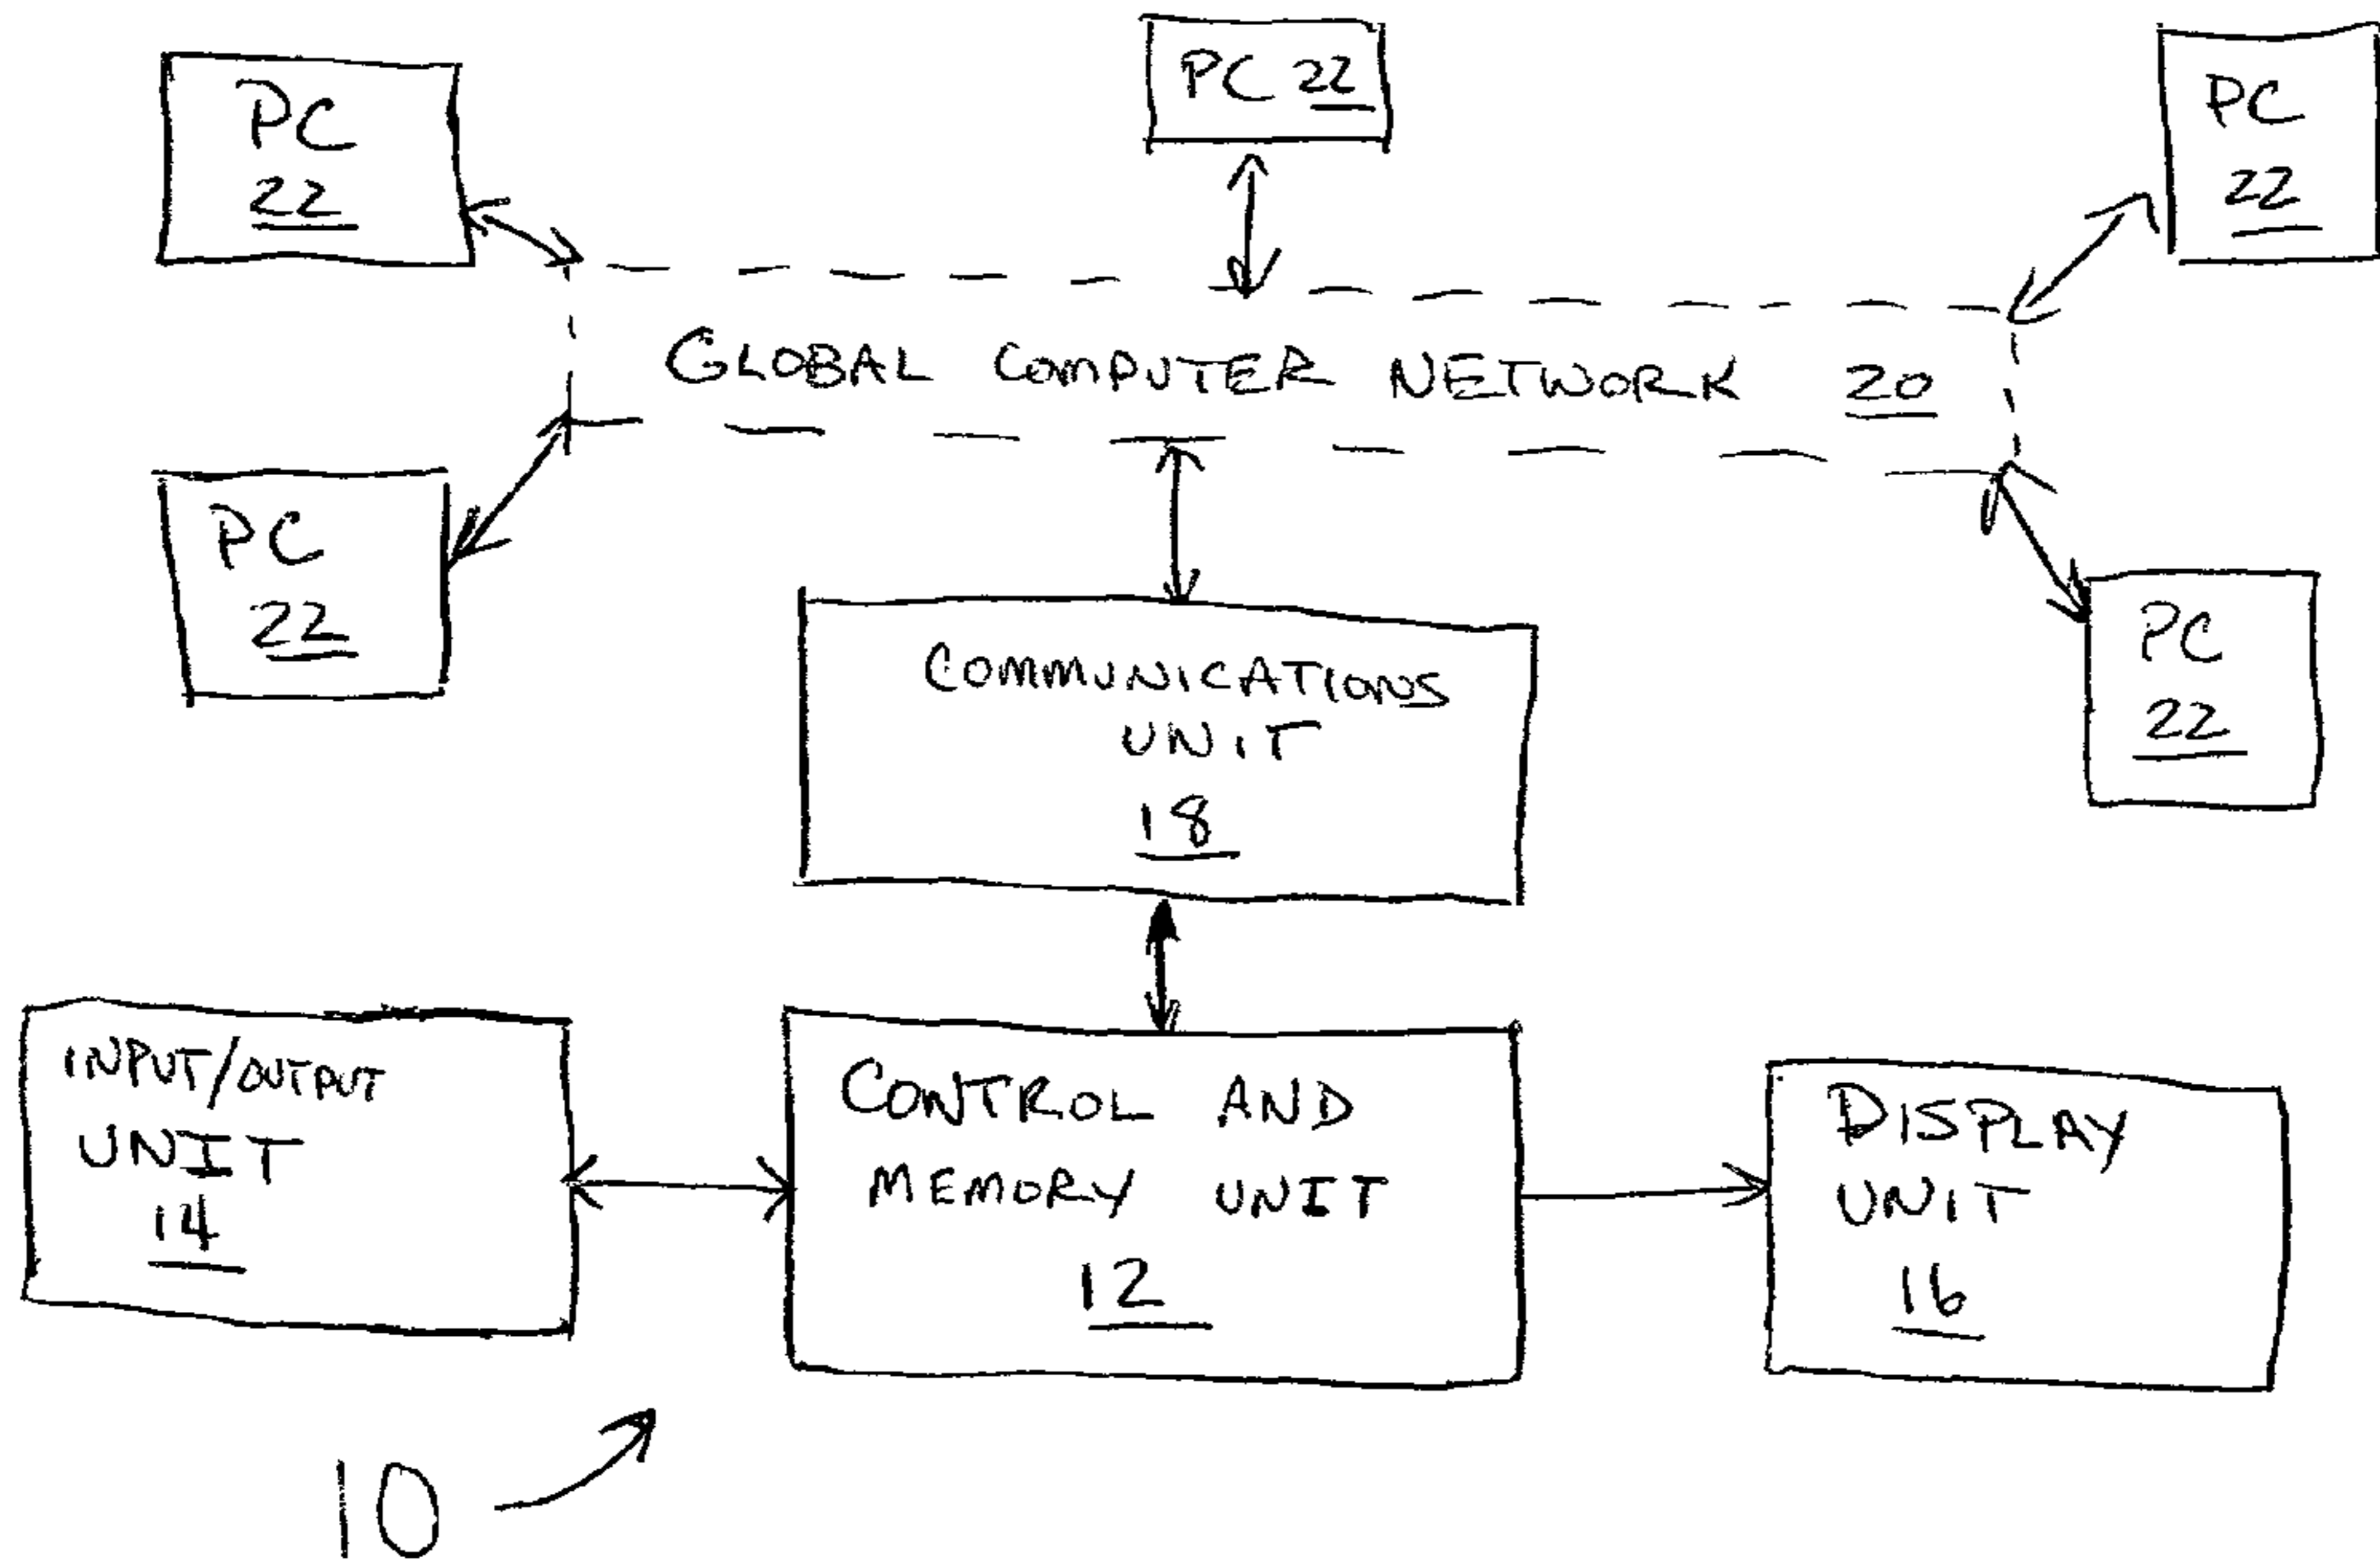 PC
22
PC 22
PC
22
GLOBAL COMPUTER NETWORK 20
PC
22
PC
22
COMMUNICATIONS
UNIT
18
INPUT/OUTPUT
UNIT
14
CONTROL AND
MEMORY UNIT
12
DISPLAY
UNIT
16
10